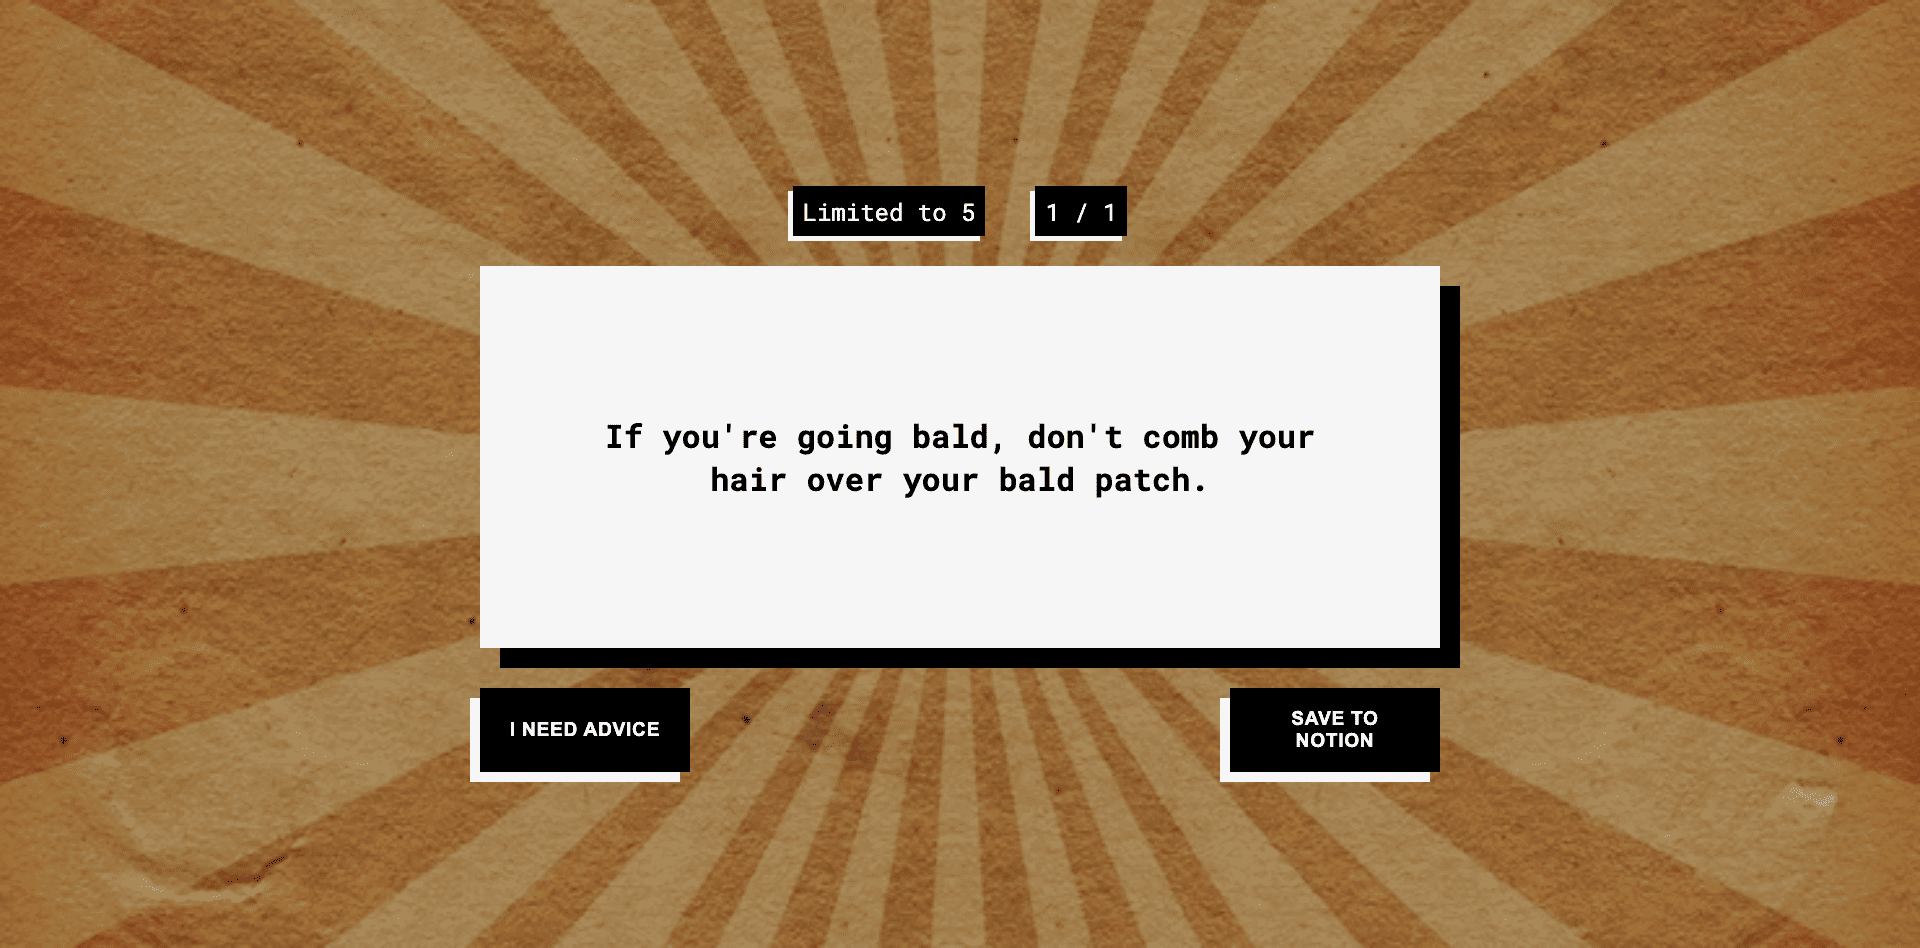 Limited to 5
1 / 1
If you're going bald, don't comb your
hair over your bald patch.
I NEED ADVICE
SAVE TO
NOTION